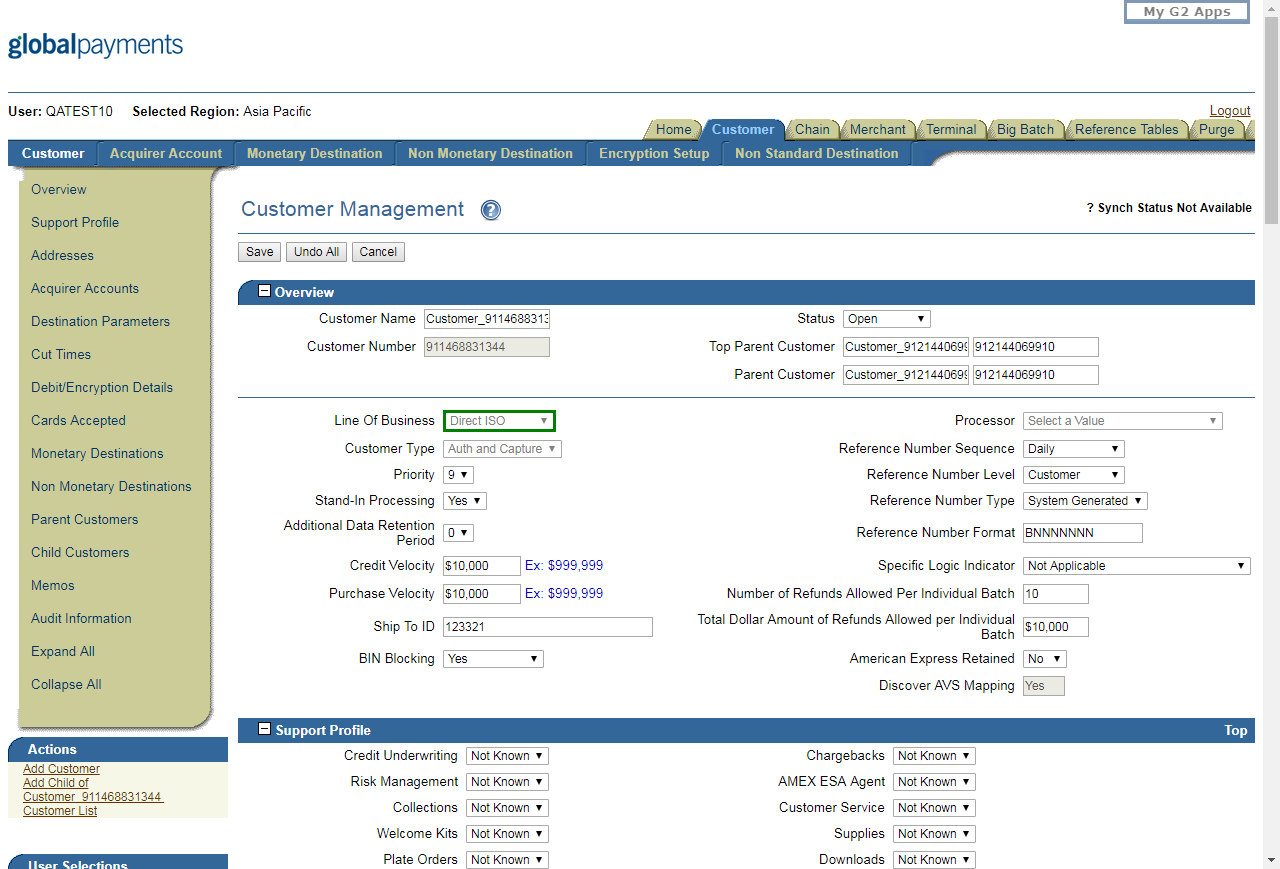 My G2 Apps
globalpayments
User: QATEST10 Selected Region: Asia Pacific
Logout
Home Customer Chain Merchant Terminal Big Batch Reference Tables Purge
Customer Acquirer Account Monetary Destination Non Monetary Destination Encryption Setup Non Standard Destination
Overview
Support Profile
Addresses
Acquirer Accounts
Destination Parameters
Cut Times
Debit/Encryption Details
Cards Accepted
Monetary Destinations
Non Monetary Destinations
Parent Customers
Child Customers
Memos
Audit Information
Expand All
Collapse All
Actions
Add Customer
Add Child of
Customer_911468831344
Customer List
User Selections
Customer Management ?
? Synch Status Not Available
Save Undo All Cancel
Overview
Customer Name Customer_911468831 Status Open
Customer Number 911468831344 Top Parent Customer Customer_912144069 912144069910
Parent Customer Customer_912144069 912144069910
Line Of Business Direct ISO Processor Select a Value
Customer Type Auth and Capture Reference Number Sequence Daily
Priority 9 Reference Number Level Customer
Stand-In Processing Yes Reference Number Type System Generated
Additional Data Retention
Period 0 Reference Number Format BNNNNNNN
Credit Velocity $10,000 Ex: $999,999 Specific Logic Indicator Not Applicable
Purchase Velocity $10,000 Ex: $999,999 Number of Refunds Allowed Per Individual Batch 10
Ship To ID 123321 Total Dollar Amount of Refunds Allowed per Individual
Batch $10,000
BIN Blocking Yes American Express Retained No
Discover AVS Mapping Yes
Support Profile Top
Credit Underwriting Not Known Chargebacks Not Known
Risk Management Not Known AMEX ESA Agent Not Known
Collections Not Known Customer Service Not Known
Welcome Kits Not Known Supplies Not Known
Plate Orders Not Known Downloads Not Known